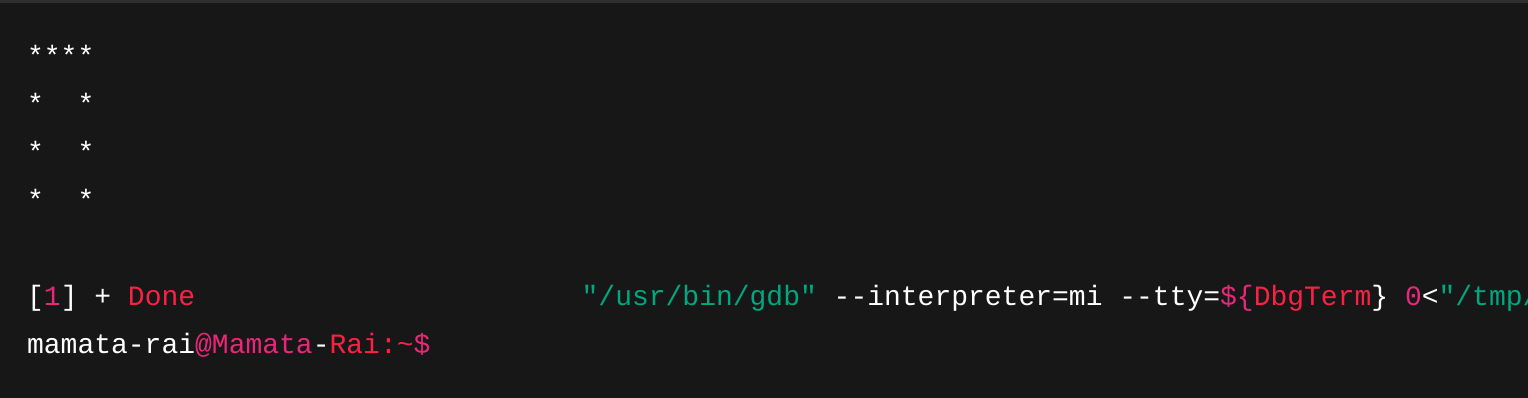 ****
*  *
*  *
*  *
[1] + Done                       "/usr/bin/gdb" --interpreter=mi --tty=${DbgTerm} 0<"/tmp/
mamata-rai@Mamata-Rai:~$